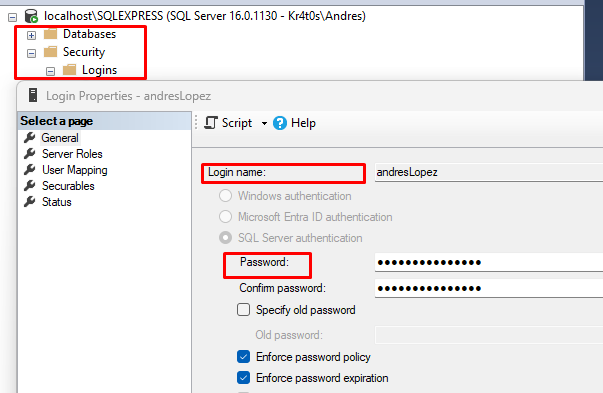 localhost\SQLEXPRESS (SQL Server 16.0.1130 - Kr4t0s\Andres)
Databases
Security
Logins
Login Properties - andresLopez
Select a page
General
Server Roles
User Mapping
Securables
Status
Script
Help
Login name: andresLopez
Windows authentication
Microsoft Entra ID authentication
SQL Server authentication
Password: ●●●●●●●●●●●●●●●
Confirm password: ●●●●●●●●●●●●●●●
Specify old password
Old password:
Enforce password policy
Enforce password expiration